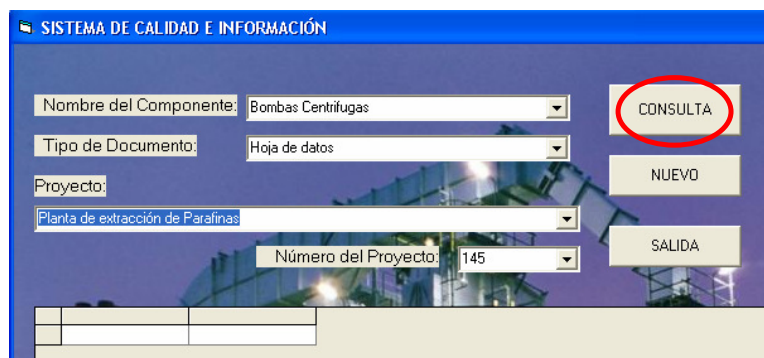 SISTEMA DE CALIDAD E INFORMACIÓN
Nombre del Componente: Bombas Centrifugas
CONSULTA
Tipo de Documento: Hoja de datos
NUEVO
Proyecto:
Planta de extracción de Parafinas
Número del Proyecto: 145
SALIDA